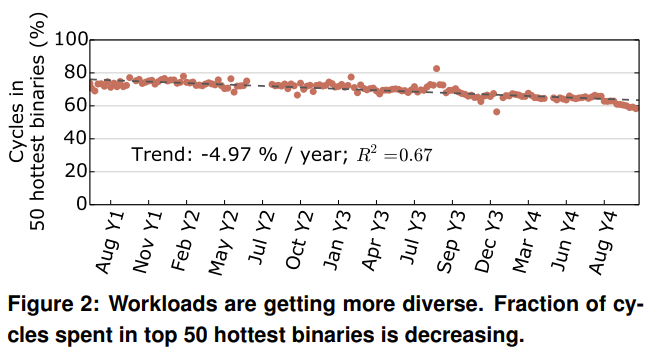 100
80
60
40
20
0
Cycles in
50 hottest binaries (%)
Trend: -4.97 % / year; R² =0.67
Aug Y1
Nov Y1
Feb Y2
May Y2
Jul Y2
Oct Y2
Jan Y3
Apr Y3
Jul Y3
Sep Y3
Dec Y3
Mar Y4
Jun Y4
Aug Y4
Figure 2: Workloads are getting more diverse. Fraction of cy-
cles spent in top 50 hottest binaries is decreasing.